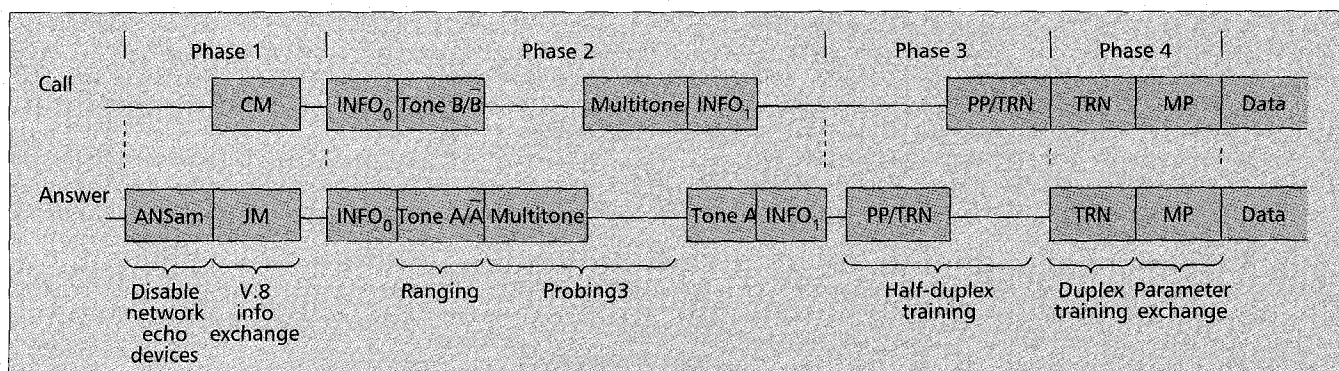 Phase 1 Phase 2 Phase 3 Phase 4
Call
CM INFO₀ Tone B/B̅ Multitone INFO₁ PP/TRN TRN MP Data
Answer
ANSam JM INFO₀ Tone A/A̅ Multitone Tone A INFO₁ PP/TRN TRN MP Data
Disable
network
echo
devices
V.8
info
exchange
Ranging
Probing3
Half-duplex
training
Duplex
training
Parameter
exchange